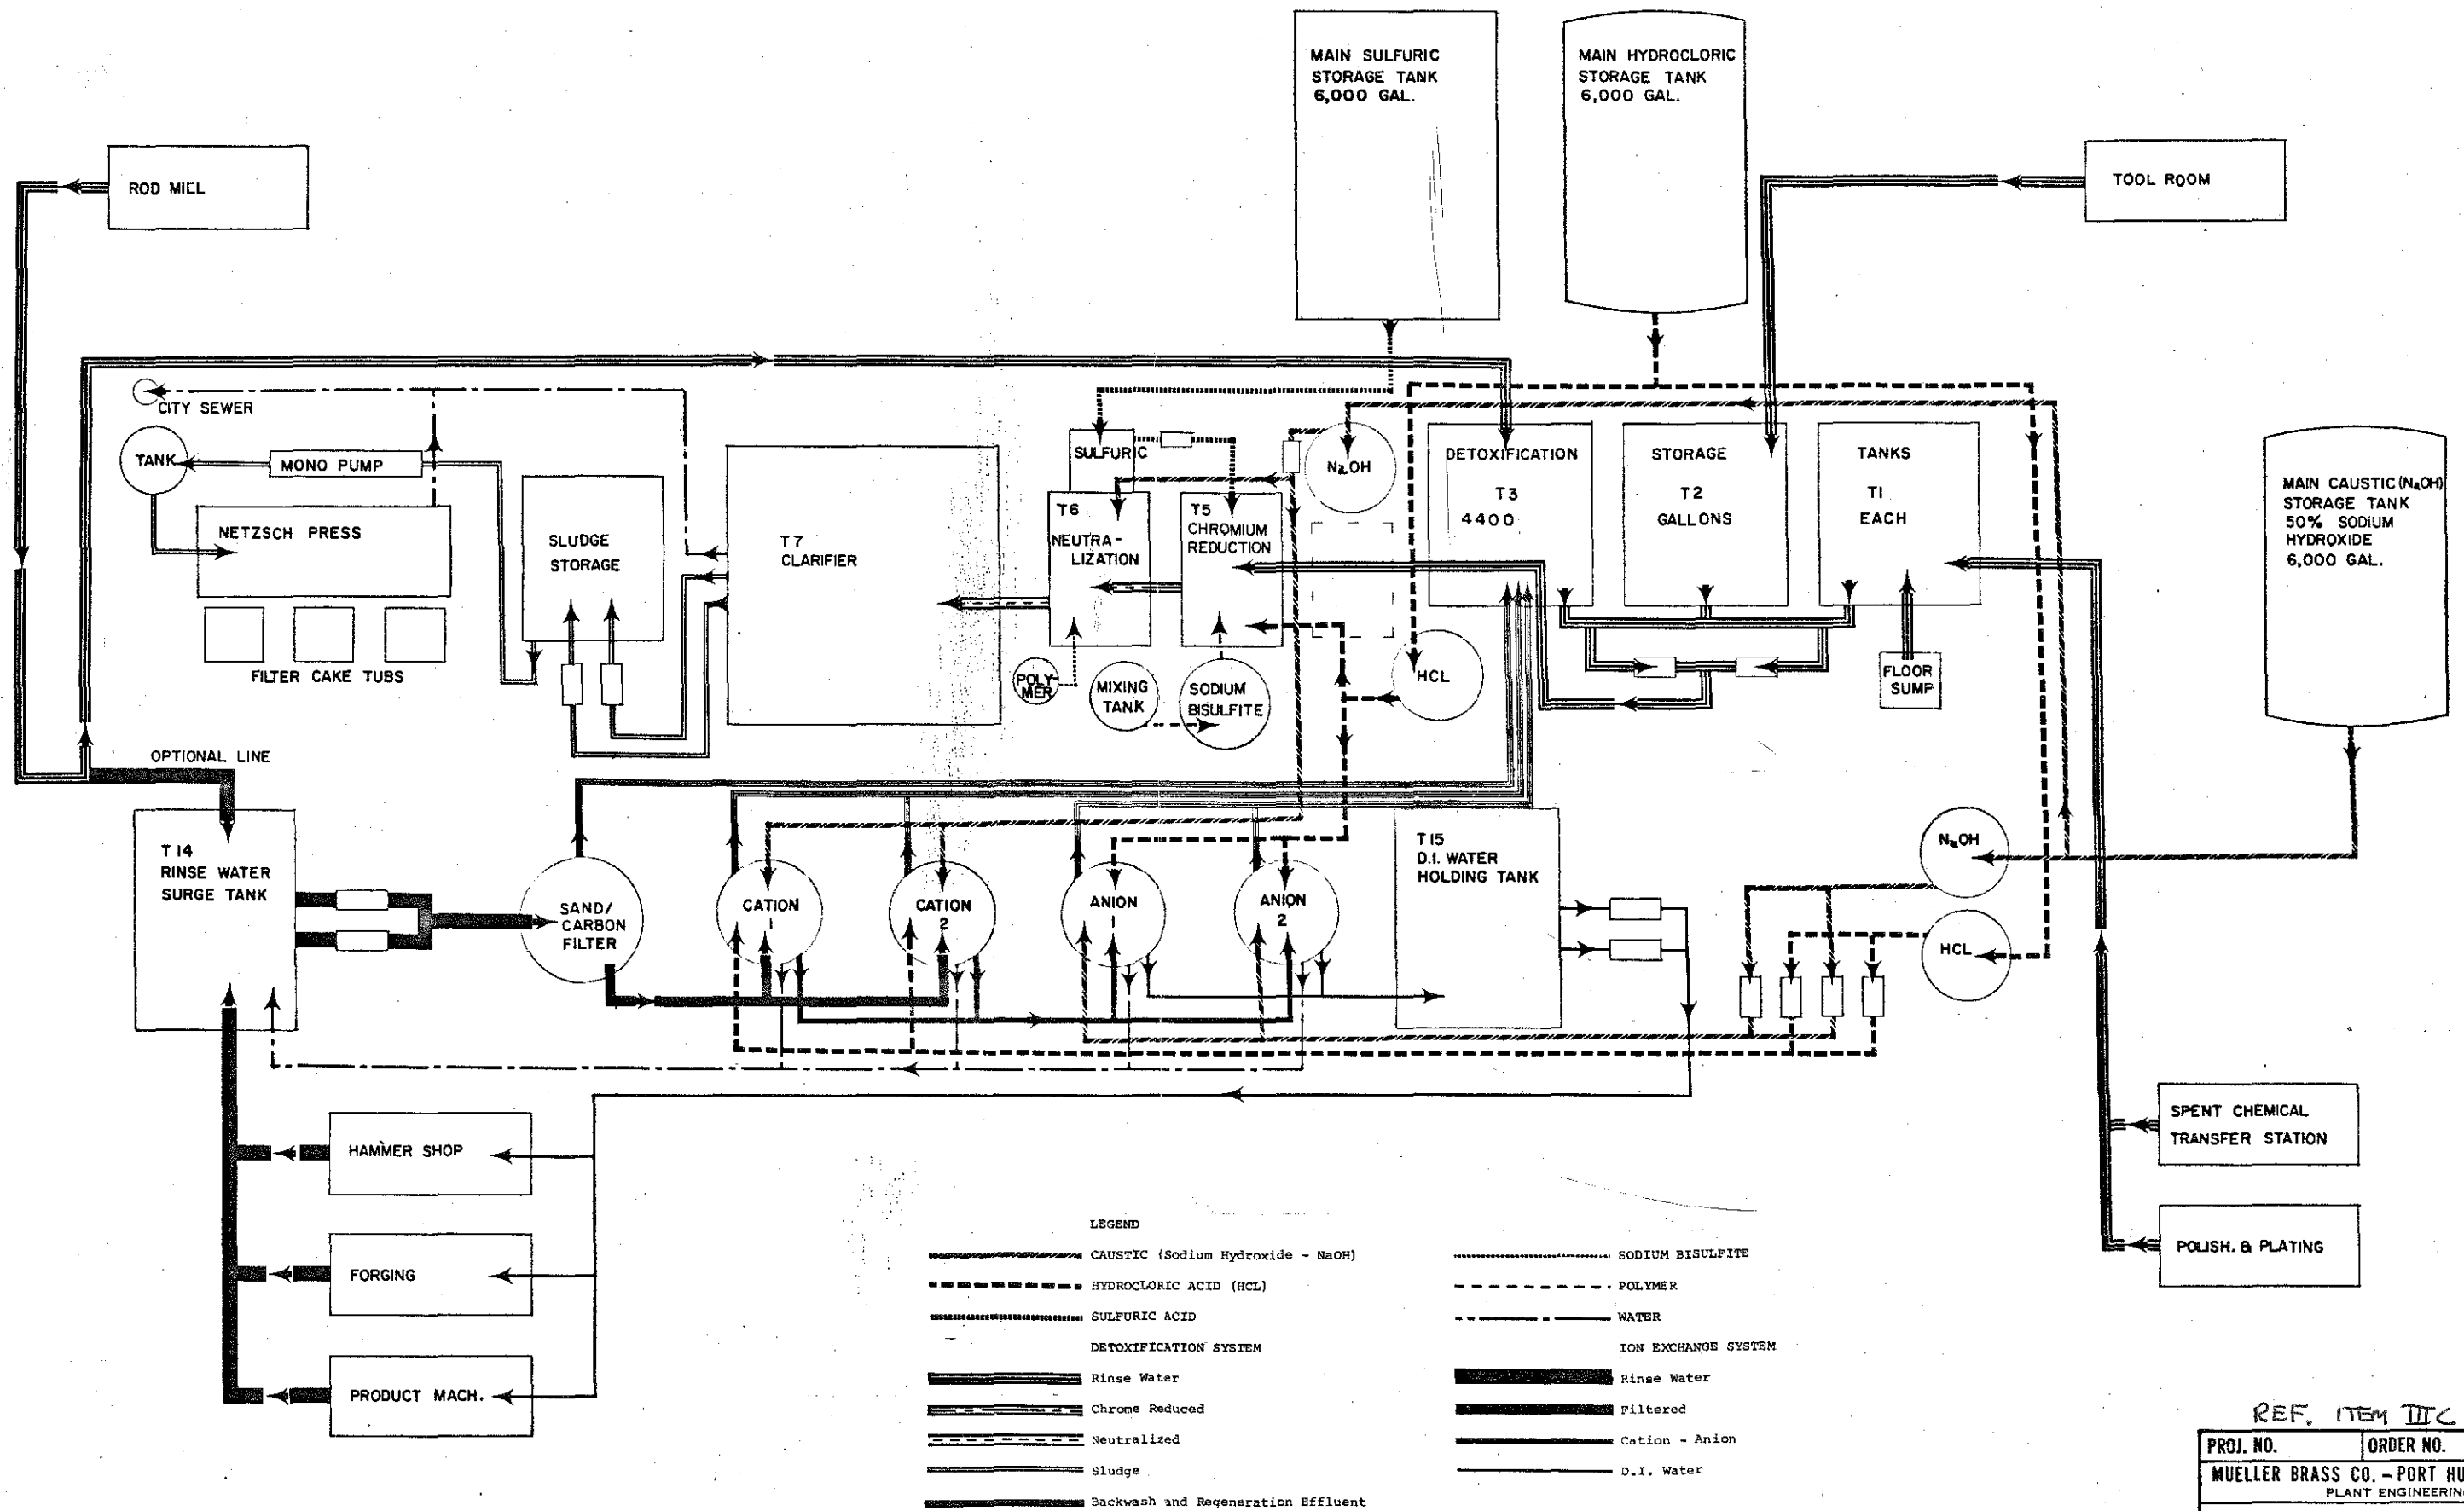 MAIN SULFURIC
STORAGE TANK
6,000 GAL.
MAIN HYDROCLORIC
STORAGE TANK
6,000 GAL.
ROD MILL
TOOL ROOM
CITY SEWER
TANK
MONO PUMP
NETZSCH PRESS
FILTER CAKE TUBS
SLUDGE
STORAGE
T7
CLARIFIER
SULFURIC
T6
NEUTRA-
LIZATION
T5
CHROMIUM
REDUCTION
POLY-
MER
MIXING
TANK
SODIUM
BISULFITE
NaOH
HCL
DETOXIFICATION
T3
4400
STORAGE
T2
GALLONS
TANKS
T1
EACH
FLOOR
SUMP
MAIN CAUSTIC (NaOH)
STORAGE TANK
50% SODIUM
HYDROXIDE
6,000 GAL.
OPTIONAL LINE
T14
RINSE WATER
SURGE TANK
SAND/
CARBON
FILTER
CATION
1
CATION
2
ANION
1
ANION
2
T15
D.I. WATER
HOLDING TANK
NaOH
HCL
HAMMER SHOP
FORGING
PRODUCT MACH.
SPENT CHEMICAL
TRANSFER STATION
POLISH. & PLATING
LEGEND
CAUSTIC (Sodium Hydroxide - NaOH)
HYDROCLORIC ACID (HCL)
SULFURIC ACID
DETOXIFICATION SYSTEM
Rinse Water
Chrome Reduced
Neutralized
Sludge
Backwash and Regeneration Effluent
SODIUM BISULFITE
POLYMER
WATER
ION EXCHANGE SYSTEM
Rinse Water
Filtered
Cation - Anion
D.I. Water
REF. ITEM III C
PROJ. NO. ORDER NO.
MUELLER BRASS CO. - PORT HU
PLANT ENGINEERIN